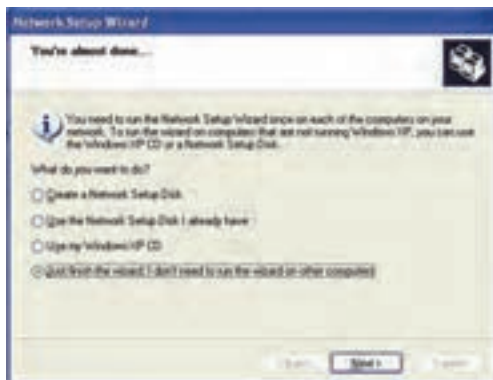 Network Setup Wizard
You're almost done...
You need to run the Network Setup Wizard once on each of the computers on your
network. To run the wizard on computers that are not running Windows XP, you can use
the Windows XP CD or a Network Setup Disk.
What do you want to do?
Create a Network Setup Disk
Use the Network Setup Disk I already have
Use my Windows XP CD
Just finish the wizard; I don't need to run the wizard on other computers
Next >